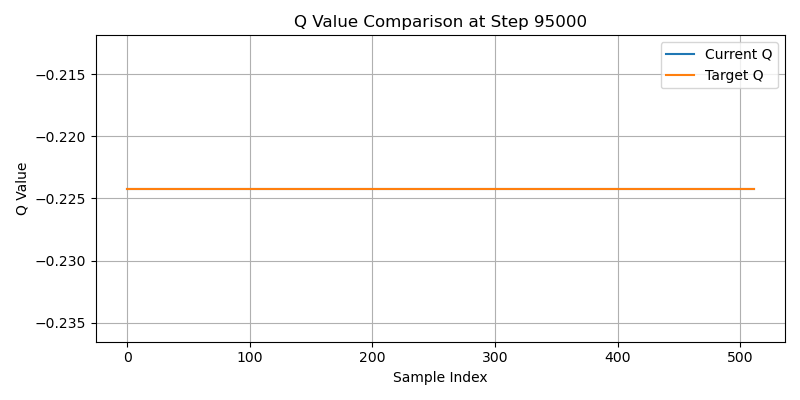 Q Value Comparison at Step 95000
Current Q
Target Q
−0.215
−0.220
−0.225
−0.230
−0.235
Q Value
0 100 200 300 400 500
Sample Index